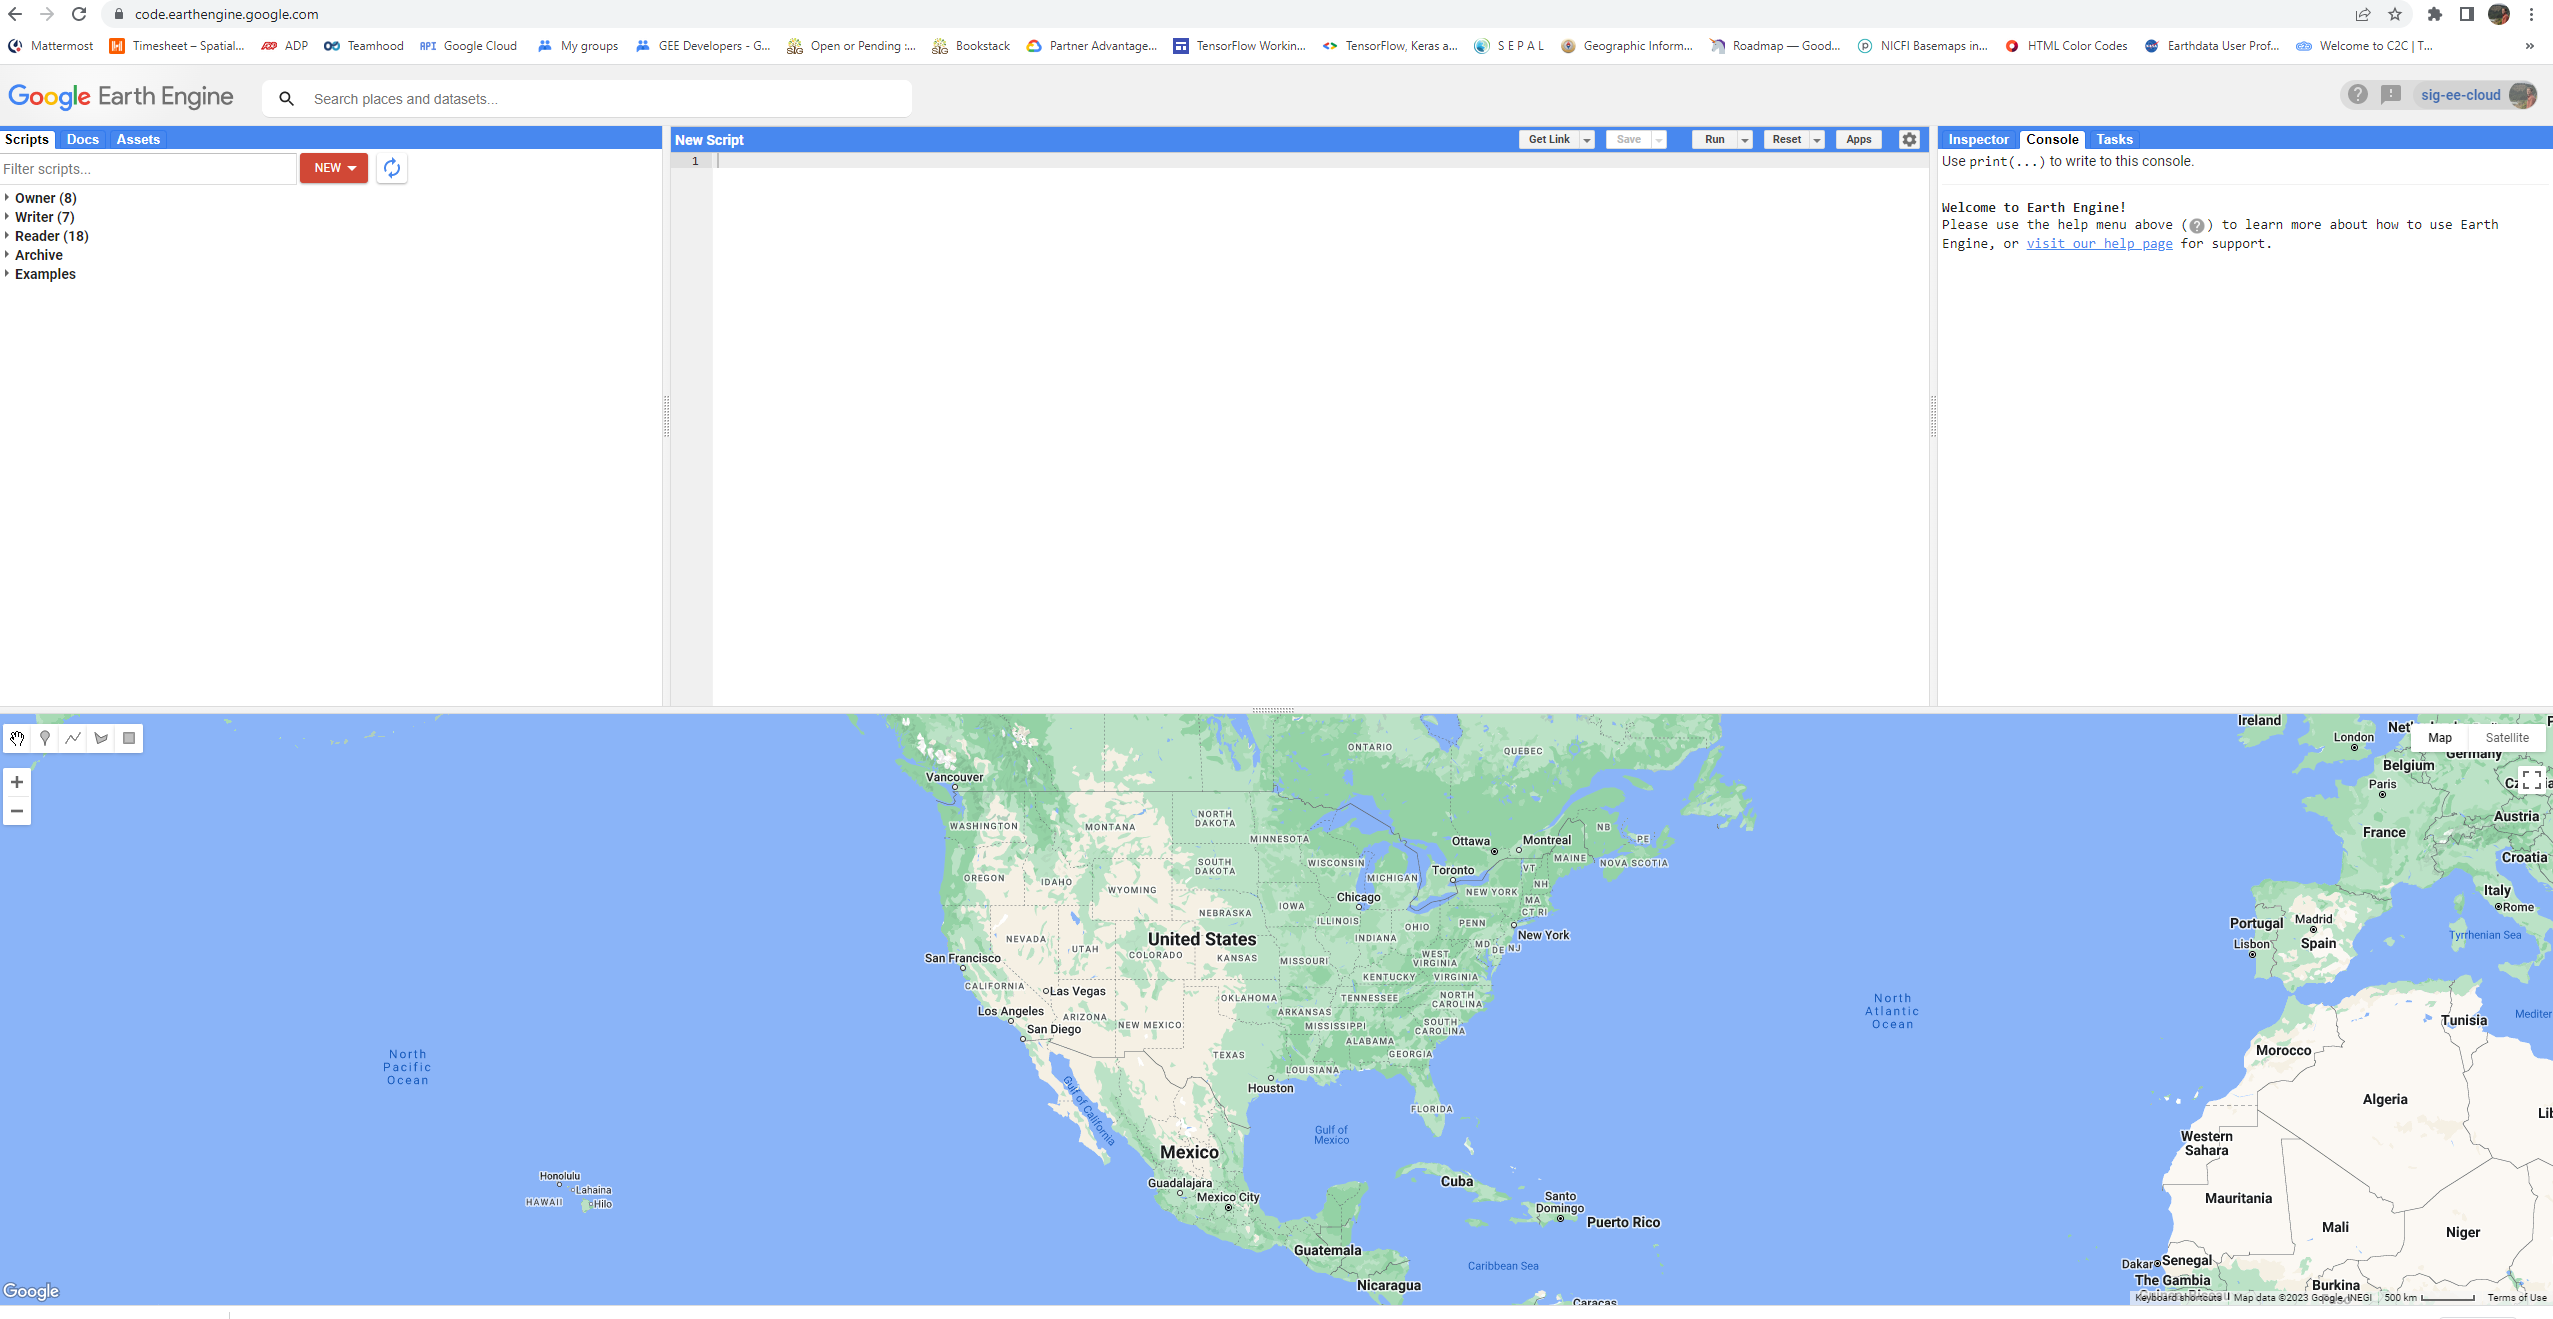 code.earthengine.google.com
Mattermost
Timesheet – Spatial...
ADP
Teamhood
API Google Cloud
My groups
GEE Developers - G...
Open or Pending :...
Bookstack
Partner Advantage...
TensorFlow Workin...
TensorFlow, Keras a...
S E P A L
Geographic Inform...
Roadmap — Good...
NICFI Basemaps in...
HTML Color Codes
Earthdata User Prof...
Welcome to C2C | T...
»
Google Earth Engine
Search places and datasets...
sig-ee-cloud
Scripts Docs Assets
Filter scripts...
NEW
Owner (8)
Writer (7)
Reader (18)
Archive
Examples
New Script
Get Link
Save
Run
Reset
Apps
1
Inspector Console Tasks
Use print(...) to write to this console.
Welcome to Earth Engine!
Please use the help menu above (?) to learn more about how to use Earth
Engine, or visit our help page for support.
Map
Satellite
+
−
Ireland
London
Belgium
Germany
Paris
France
Austria
Croatia
Italy
Rome
Tyrrhenian Sea
Portugal
Lisbon
Madrid
Spain
ONTARIO
QUEBEC
Vancouver
WASHINGTON
MONTANA
NORTH
DAKOTA
MINNESOTA
Ottawa
Montreal
NB
PE
MAINE
NOVA SCOTIA
OREGON
IDAHO
WYOMING
SOUTH
DAKOTA
WISCONSIN
MICHIGAN
Toronto
VT
NH
NEW YORK
MA
CT RI
Chicago
IOWA
NEBRASKA
ILLINOIS
INDIANA
OHIO
PENN
New York
MD
DE
NJ
NEVADA
UTAH
United States
COLORADO
KANSAS
MISSOURI
WEST
VIRGINIA
KENTUCKY
VIRGINIA
San Francisco
CALIFORNIA
Las Vegas
OKLAHOMA
TENNESSEE
NORTH
CAROLINA
Los Angeles
ARIZONA
San Diego
NEW MEXICO
ARKANSAS
MISSISSIPPI
SOUTH
CAROLINA
ALABAMA
TEXAS
GEORGIA
LOUISIANA
Houston
FLORIDA
Gulf of California
Gulf of
Mexico
North
Pacific
Ocean
North
Atlantic
Ocean
Tunisia
Morocco
Algeria
Western
Sahara
Mauritania
Mali
Niger
Mexico
Guadalajara
Mexico City
Honolulu
Lahaina
HAWAII
Hilo
Cuba
Santo
Domingo
Puerto Rico
Guatemala
Caribbean Sea
Nicaragua
Caracas
Dakar
Senegal
The Gambia
Burkina
Google
Keyboard shortcuts
Map data ©2023 Google, INEGI
500 km
Terms of Use